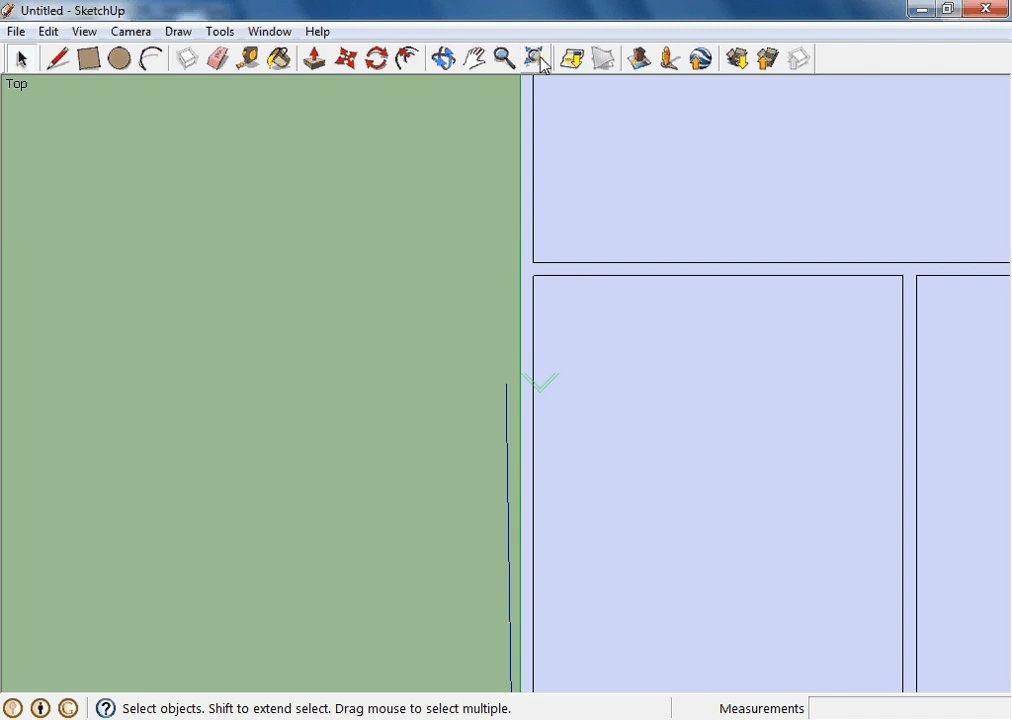 Untitled - SketchUp
File Edit View Camera Draw Tools Window Help
Top
Select objects. Shift to extend select. Drag mouse to select multiple. Measurements